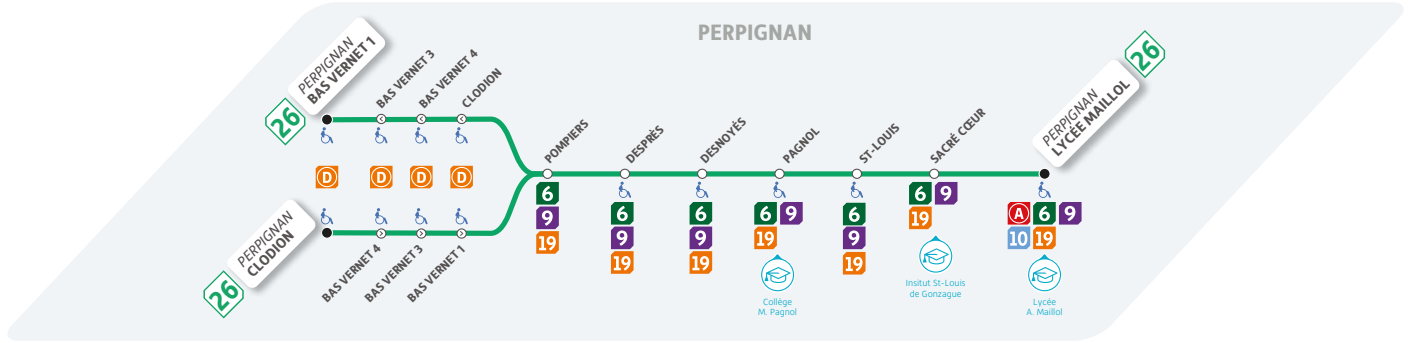 PERPIGNAN
26
PERPIGNAN
BAS VERNET 1
BAS VERNET 3
BAS VERNET 4
CLODION
D
D
D
D
26
PERPIGNAN
CLODION
BAS VERNET 4
BAS VERNET 3
BAS VERNET 1
POMPIERS
6
9
19
DESPRÈS
6
9
19
DESNOYÉS
6
9
19
PAGNOL
6 9
19
Collège
M. Pagnol
ST-LOUIS
6
9
19
SACRÉ CŒUR
6 9
19
Insitut St-Louis
de Gonzague
PERPIGNAN
LYCÉE MAILLOL
26
A 6 9
10 19
Lycée
A. Maillol